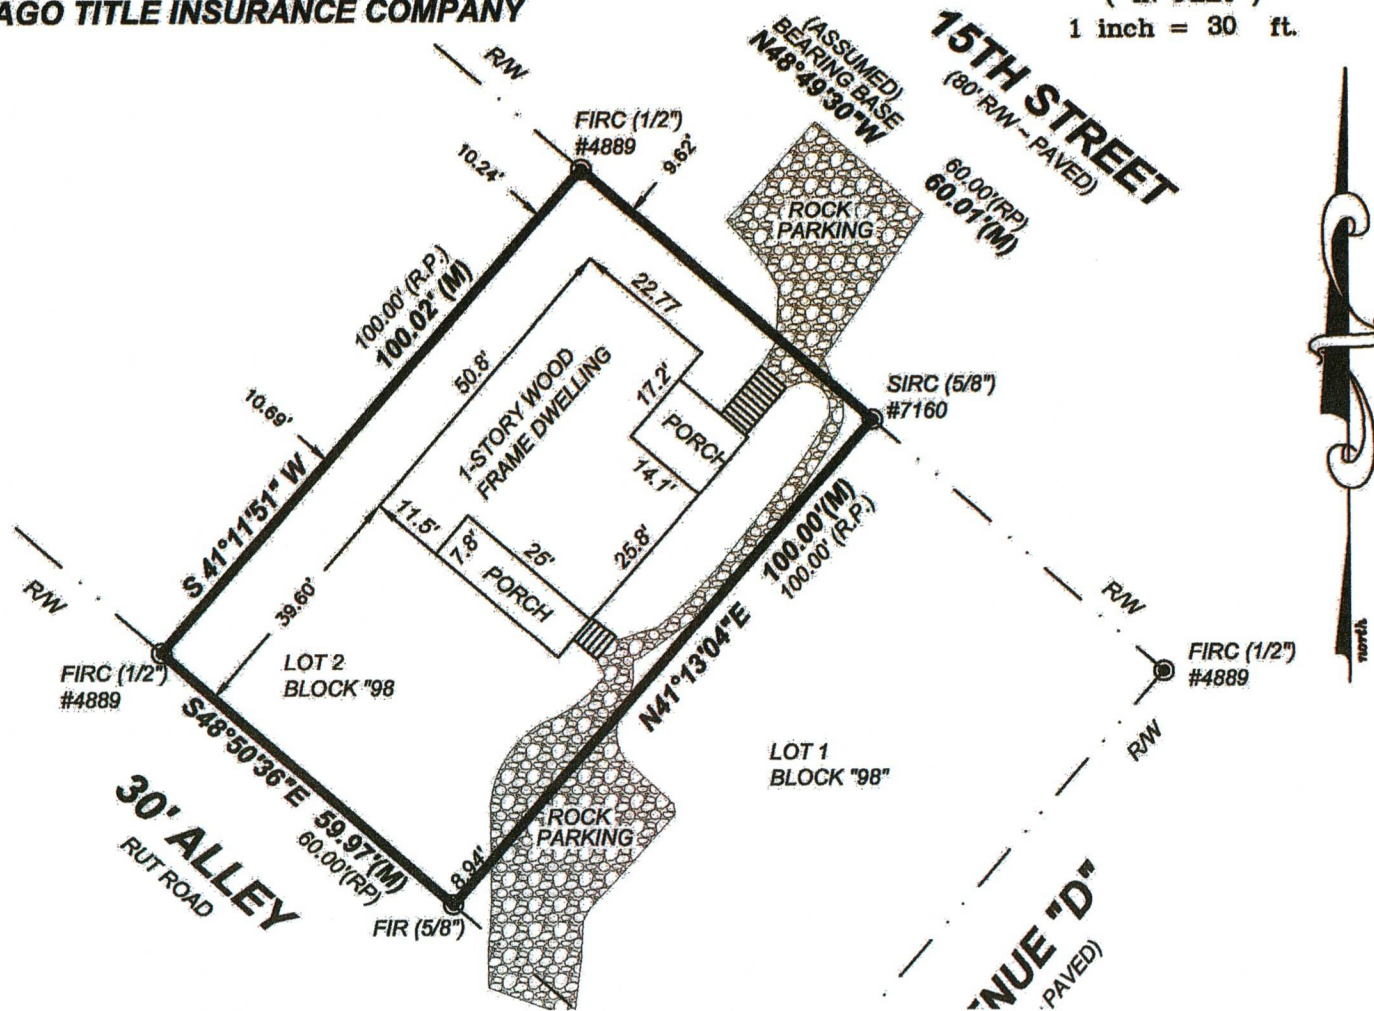 AGO TITLE INSURANCE COMPANY
1 inch = 30 ft.
R/W
FIRC (1/2")
#4889
(ASSUMED)
BEARING BASE
N48°49'30"W
15TH STREET
(80' R/W ~ PAVED)
60.00'(RP)
60.01'(M)
10.24'
9.62'
ROCK
PARKING
100.00' (R.P.)
100.02' (M)
22.77
50.8'
1-STORY WOOD
FRAME DWELLING
17.2'
PORCH
14.1'
SIRC (5/8")
#7160
10.69'
S 41°11'51" W
11.5'
7.8'
25'
PORCH
25.8'
100.00'(M)
100.00' (R.P.)
N41°13'04"E
R/W
39.60'
R/W
FIRC (1/2")
#4889
LOT 2
BLOCK "98
FIRC (1/2")
#4889
R/W
S48°50'36"E 59.97'(M)
60.00'(RP)
30' ALLEY
RUT ROAD
LOT 1
BLOCK "98"
ROCK
PARKING
8.94'
FIR (5/8")
NUE "D"
PAVED)
north